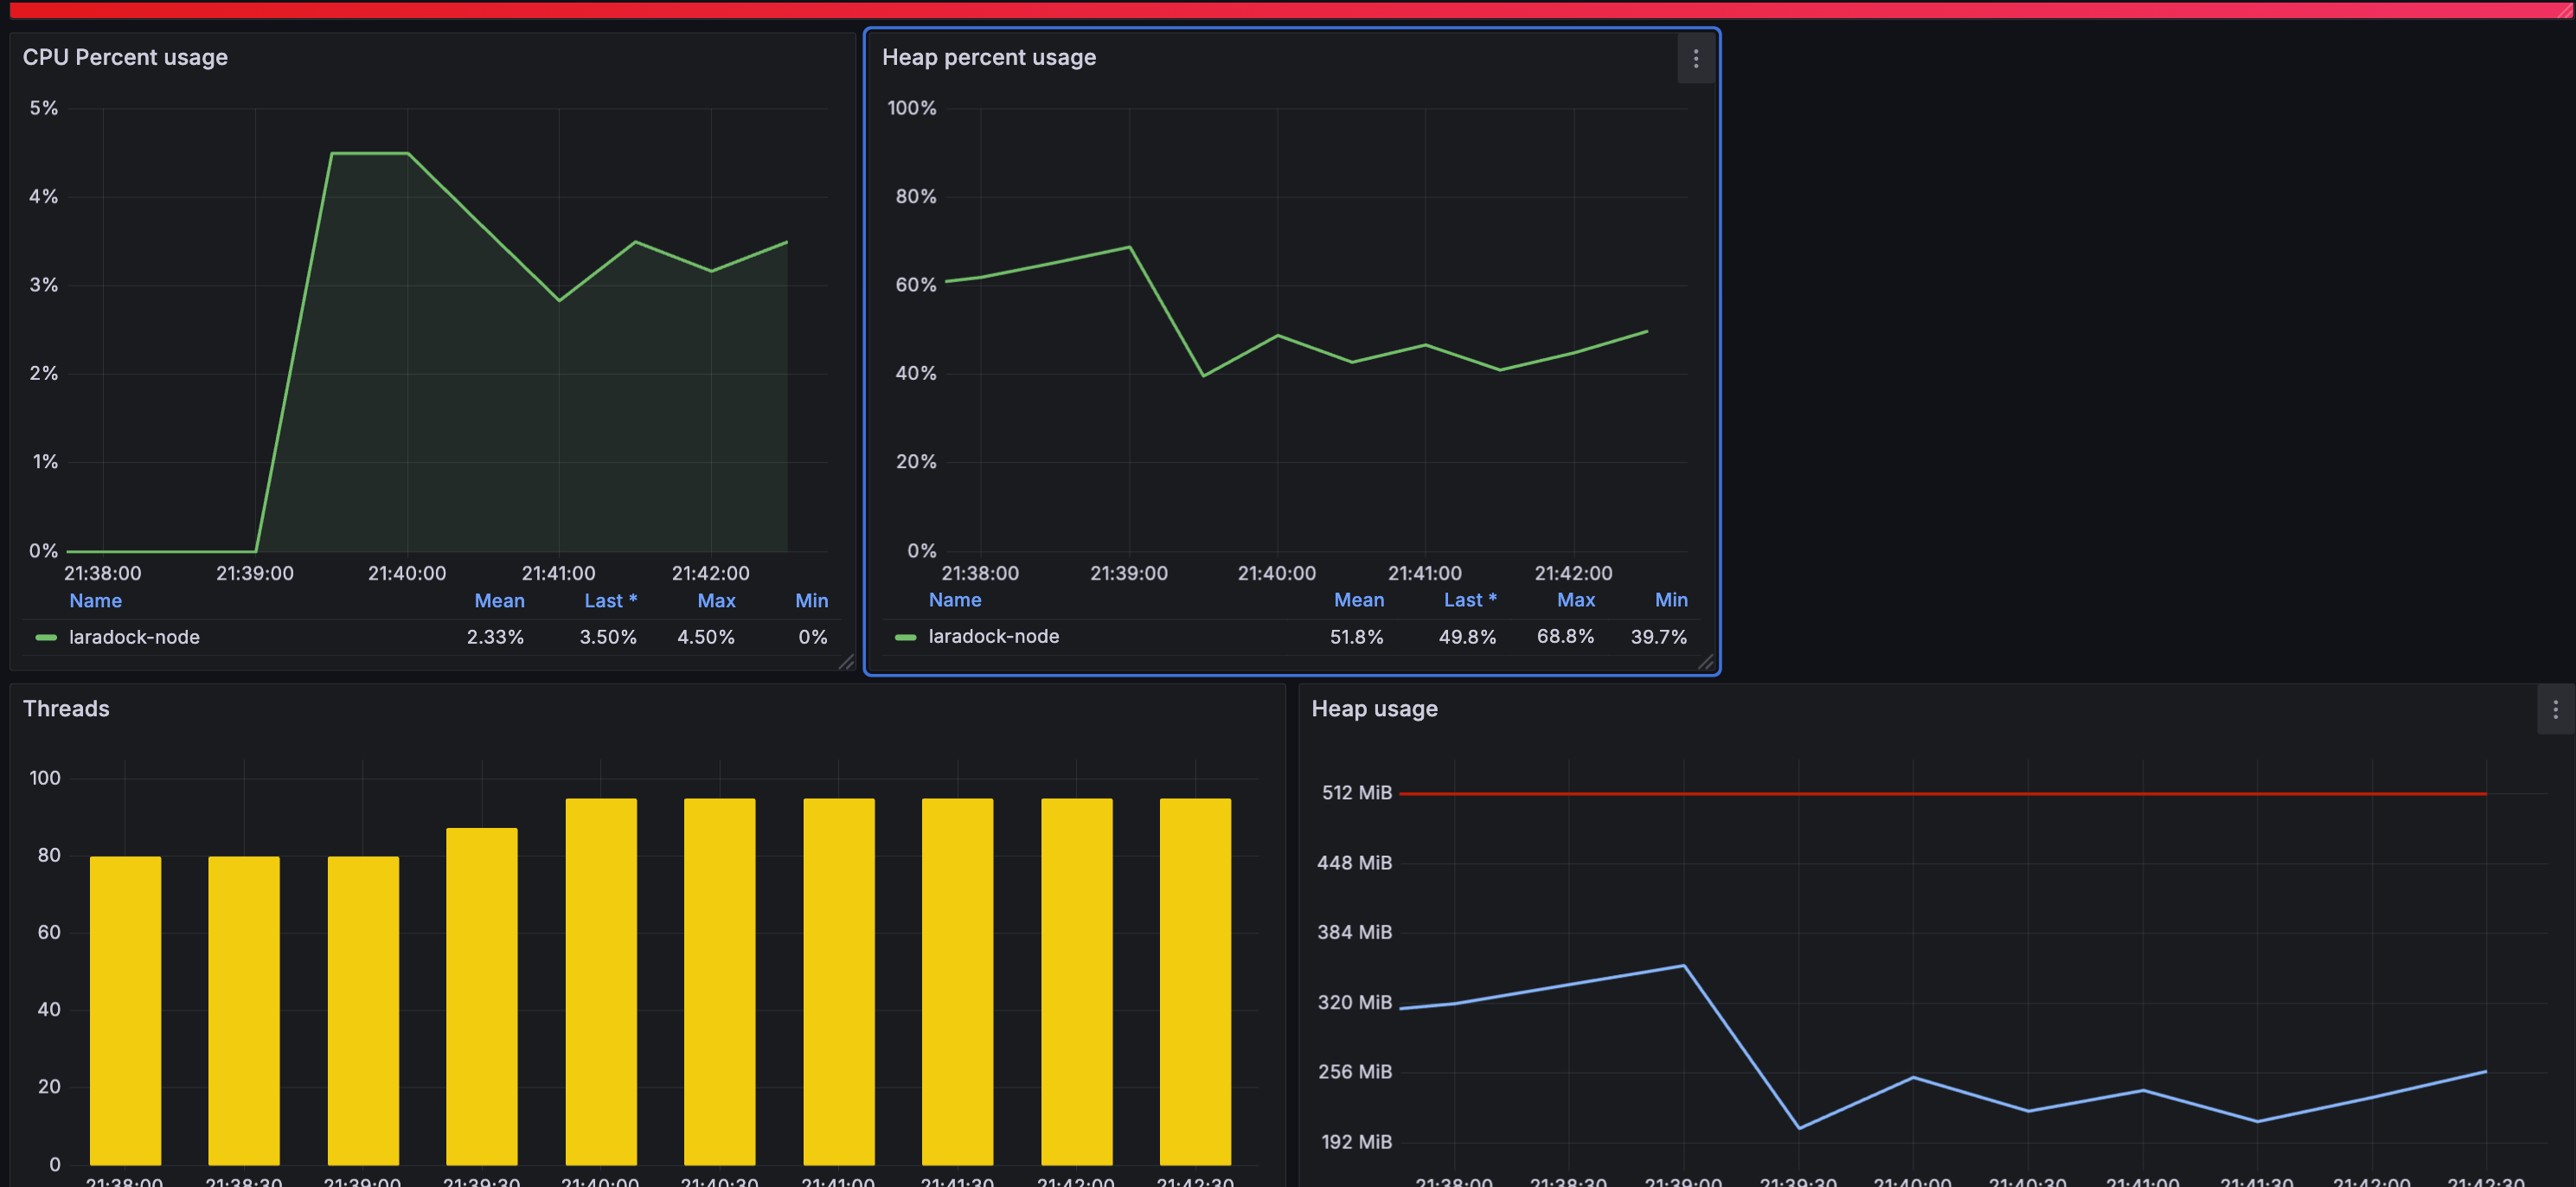 CPU Percent usage
5%
4%
3%
2%
1%
0%
21:38:00 21:39:00 21:40:00 21:41:00 21:42:00
Name Mean Last * Max Min
laradock-node 2.33% 3.50% 4.50% 0%
Heap percent usage
100%
80%
60%
40%
20%
0%
21:38:00 21:39:00 21:40:00 21:41:00 21:42:00
Name Mean Last * Max Min
laradock-node 51.8% 49.8% 68.8% 39.7%
Threads
100
80
60
40
20
0
21:38:00 21:38:30 21:39:00 21:39:30 21:40:00 21:40:30 21:41:00 21:41:30 21:42:00 21:42:30
Heap usage
512 MiB
448 MiB
384 MiB
320 MiB
256 MiB
192 MiB
21:38:00 21:38:30 21:39:00 21:39:30 21:40:00 21:40:30 21:41:00 21:41:30 21:42:00 21:42:30